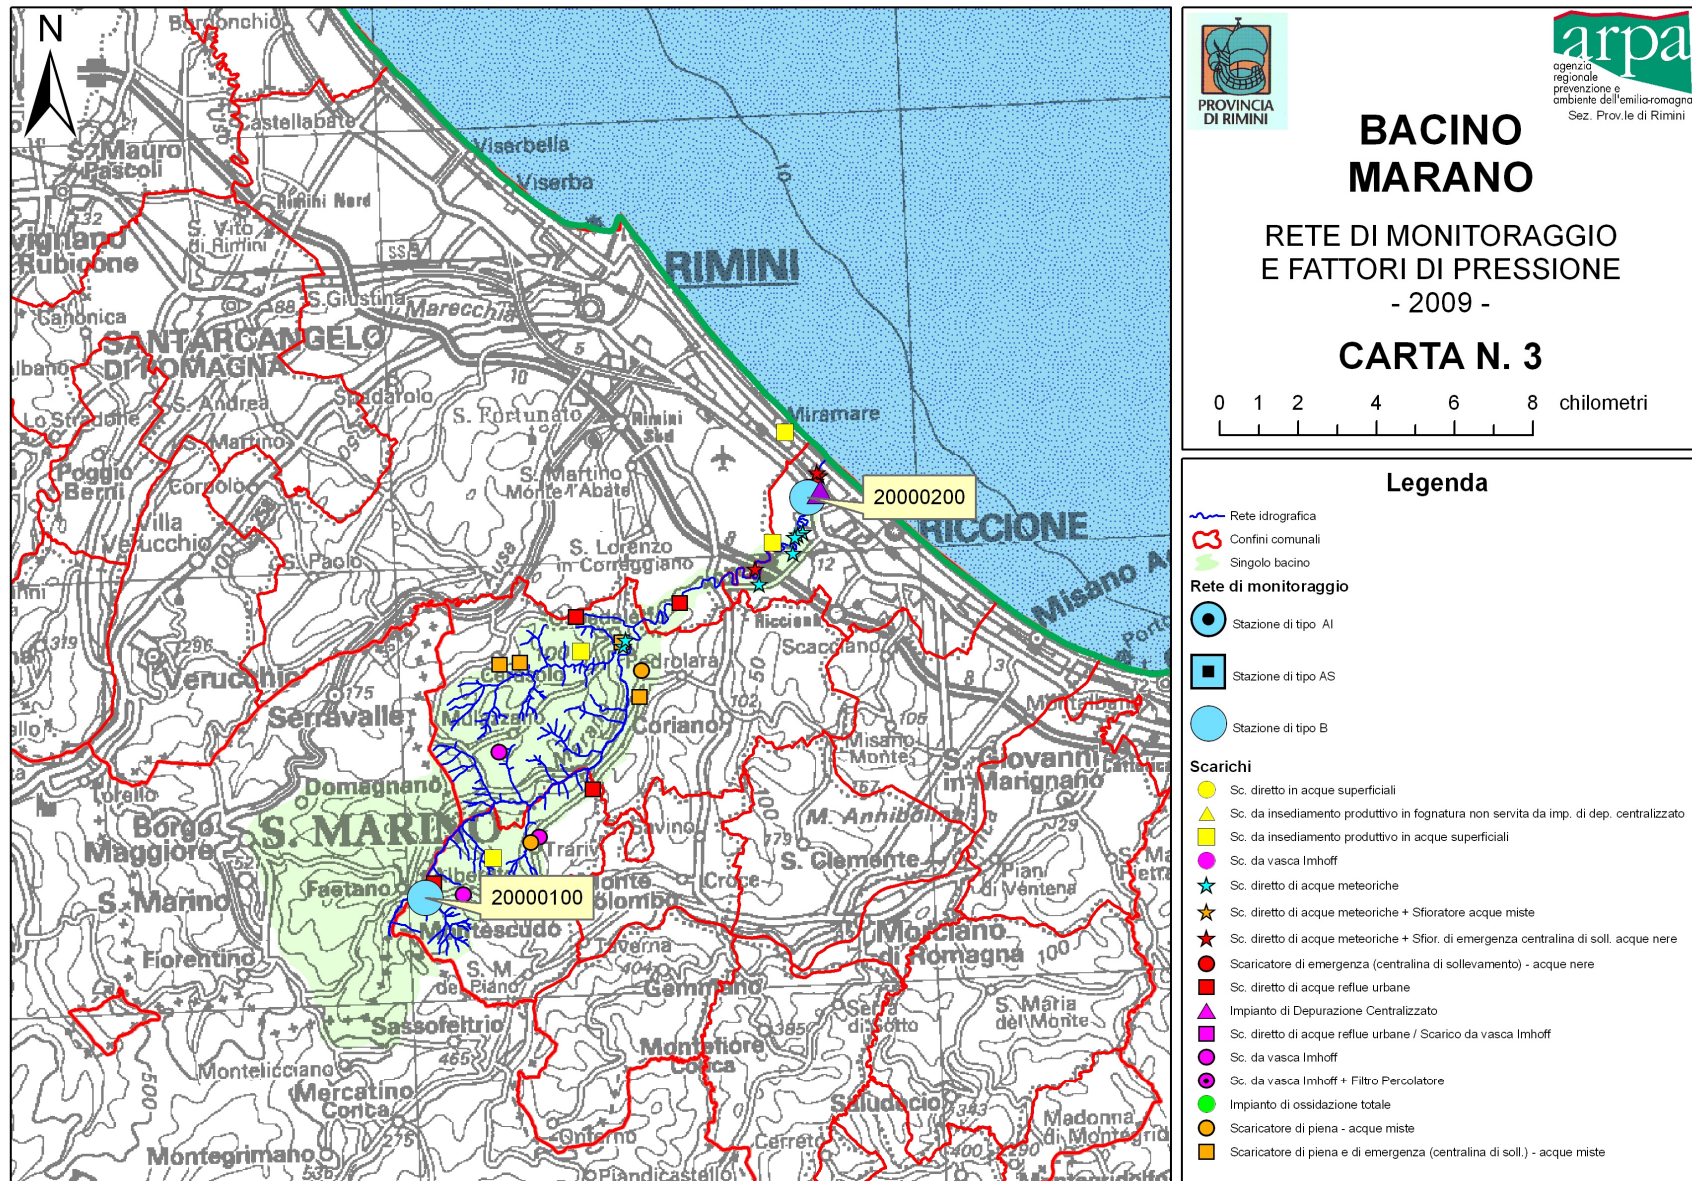 N
Bordonchio
Castellabate
S. Mauro
Pascoli
Viserbella
Viserba
Rimini Nord
S. Vito
di Rimini
Rubicone
RIMINI
S. Giustina
Marecchia
Canonica
SANTARCANGELO
DI ROMAGNA
S. Andrea
Spadarolo
Lo Stradone
S. Martino
S. Fortunato
Rimini
Sud
Miramare
Poggio
Berni
Corpolò
S. Martino
Monte l'Abate
20000200
RICCIONE
Villa
Verucchio
S. Paolo
Ausa
S. Lorenzo
in Correggiano
Misano A
Riccione
Scacciano
Verucchio
Cerasolo
Serravalle
Mulazzano
Coriano
Misano
Monte
Montalbano
S. Giovanni
in Marignano
Domagnano
Borgo
Maggiore
S. MARINO
S. Clemente
Faetano
Croce
Pian
di Ventena
S. Marino
20000100
Montescudo
Morciano
di Romagna
Fiorentino
Taverna
S. M.
del Piano
Gemmano
S. Maria
del Monte
Sassofeltrio
Montefiore
Conca
Montelicciano
Mercatino
Conca
Saludecio
Madonna
di Montegrid
Montegrimano
Cerreto
Piandicastello
PROVINCIA
DI RIMINI
arpa
agenzia
regionale
prevenzione e
ambiente dell'emilia-romagna
Sez. Prov.le di Rimini
BACINO
MARANO
RETE DI MONITORAGGIO
E FATTORI DI PRESSIONE
- 2009 -
CARTA N. 3
0 1 2 4 6 8 chilometri
Legenda
Rete idrografica
Confini comunali
Singolo bacino
Rete di monitoraggio
Stazione di tipo AI
Stazione di tipo AS
Stazione di tipo B
Scarichi
Sc. diretto in acque superficiali
Sc. da insediamento produttivo in fognatura non servita da imp. di dep. centralizzato
Sc. da insediamento produttivo in acque superficiali
Sc. da vasca Imhoff
Sc. diretto di acque meteoriche
Sc. diretto di acque meteoriche + Sfioratore acque miste
Sc. diretto di acque meteoriche + Sfior. di emergenza centralina di soll. acque nere
Scaricatore di emergenza (centralina di sollevamento) - acque nere
Sc. diretto di acque reflue urbane
Impianto di Depurazione Centralizzato
Sc. diretto di acque reflue urbane / Scarico da vasca Imhoff
Sc. da vasca Imhoff
Sc. da vasca Imhoff + Filtro Percolatore
Impianto di ossidazione totale
Scaricatore di piena - acque miste
Scaricatore di piena e di emergenza (centralina di soll.) - acque miste